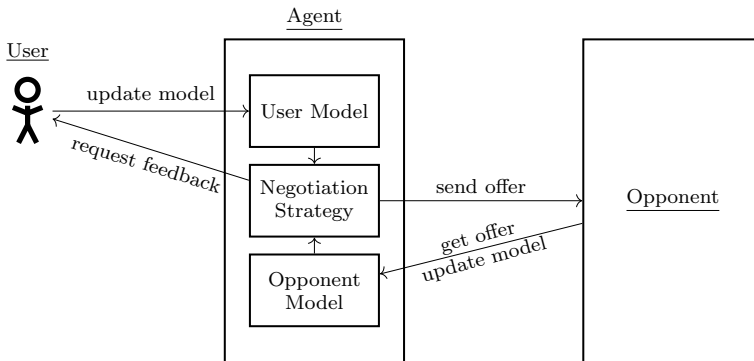 Agent
User
update model
User Model
request feedback
Negotiation
Strategy
send offer
Opponent
get offer
update model
Opponent
Model